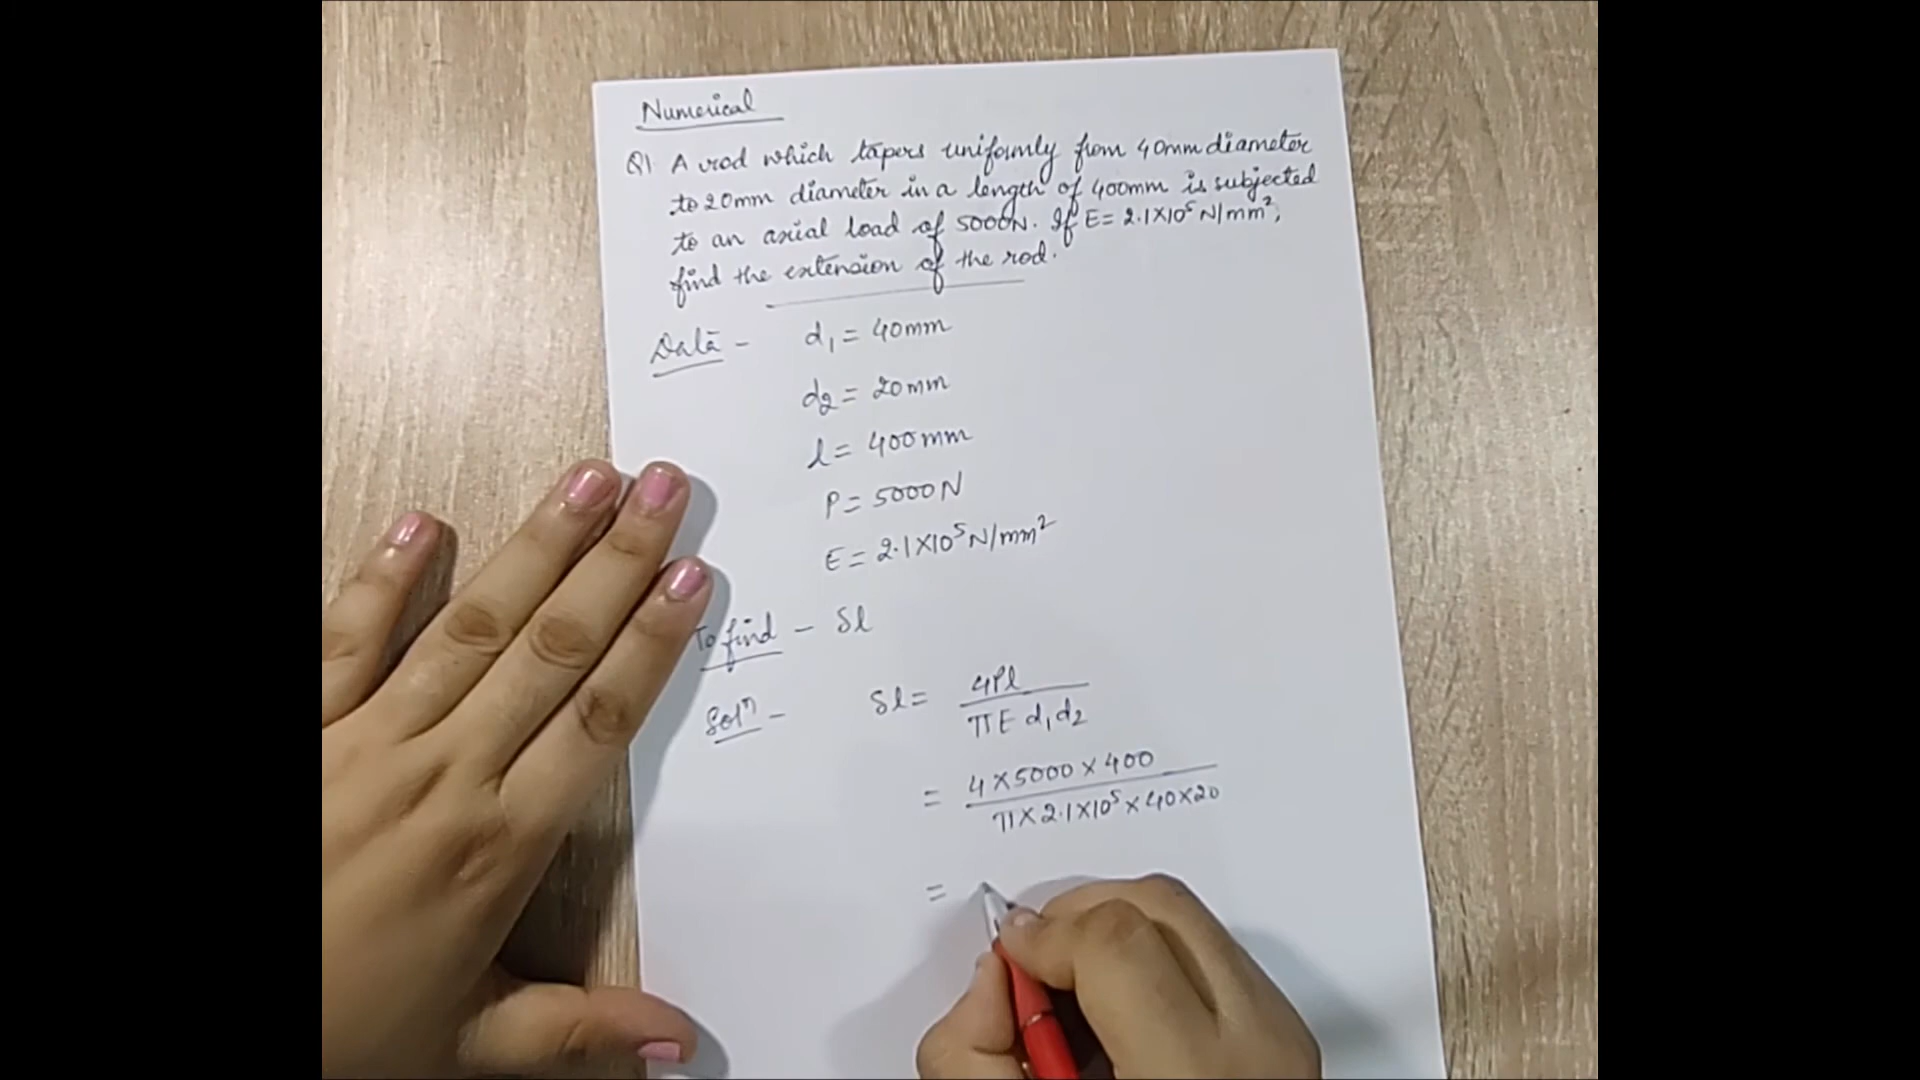 Numerical
Q1 A rod which tapers uniformly from 40mm diameter
to 20mm diameter in a length of 400mm is subjected
to an axial load of 5000N. If E= 2.1×10⁵ N/mm²,
find the extension of the rod.
Data - d₁ = 40mm
d₂ = 20mm
l = 400mm
P = 5000N
E = 2.1×10⁵N/mm²
To find - δl
Solⁿ - δl = 4Pl / πE d₁d₂
= 4×5000×400 / π×2.1×10⁵×40×20
=